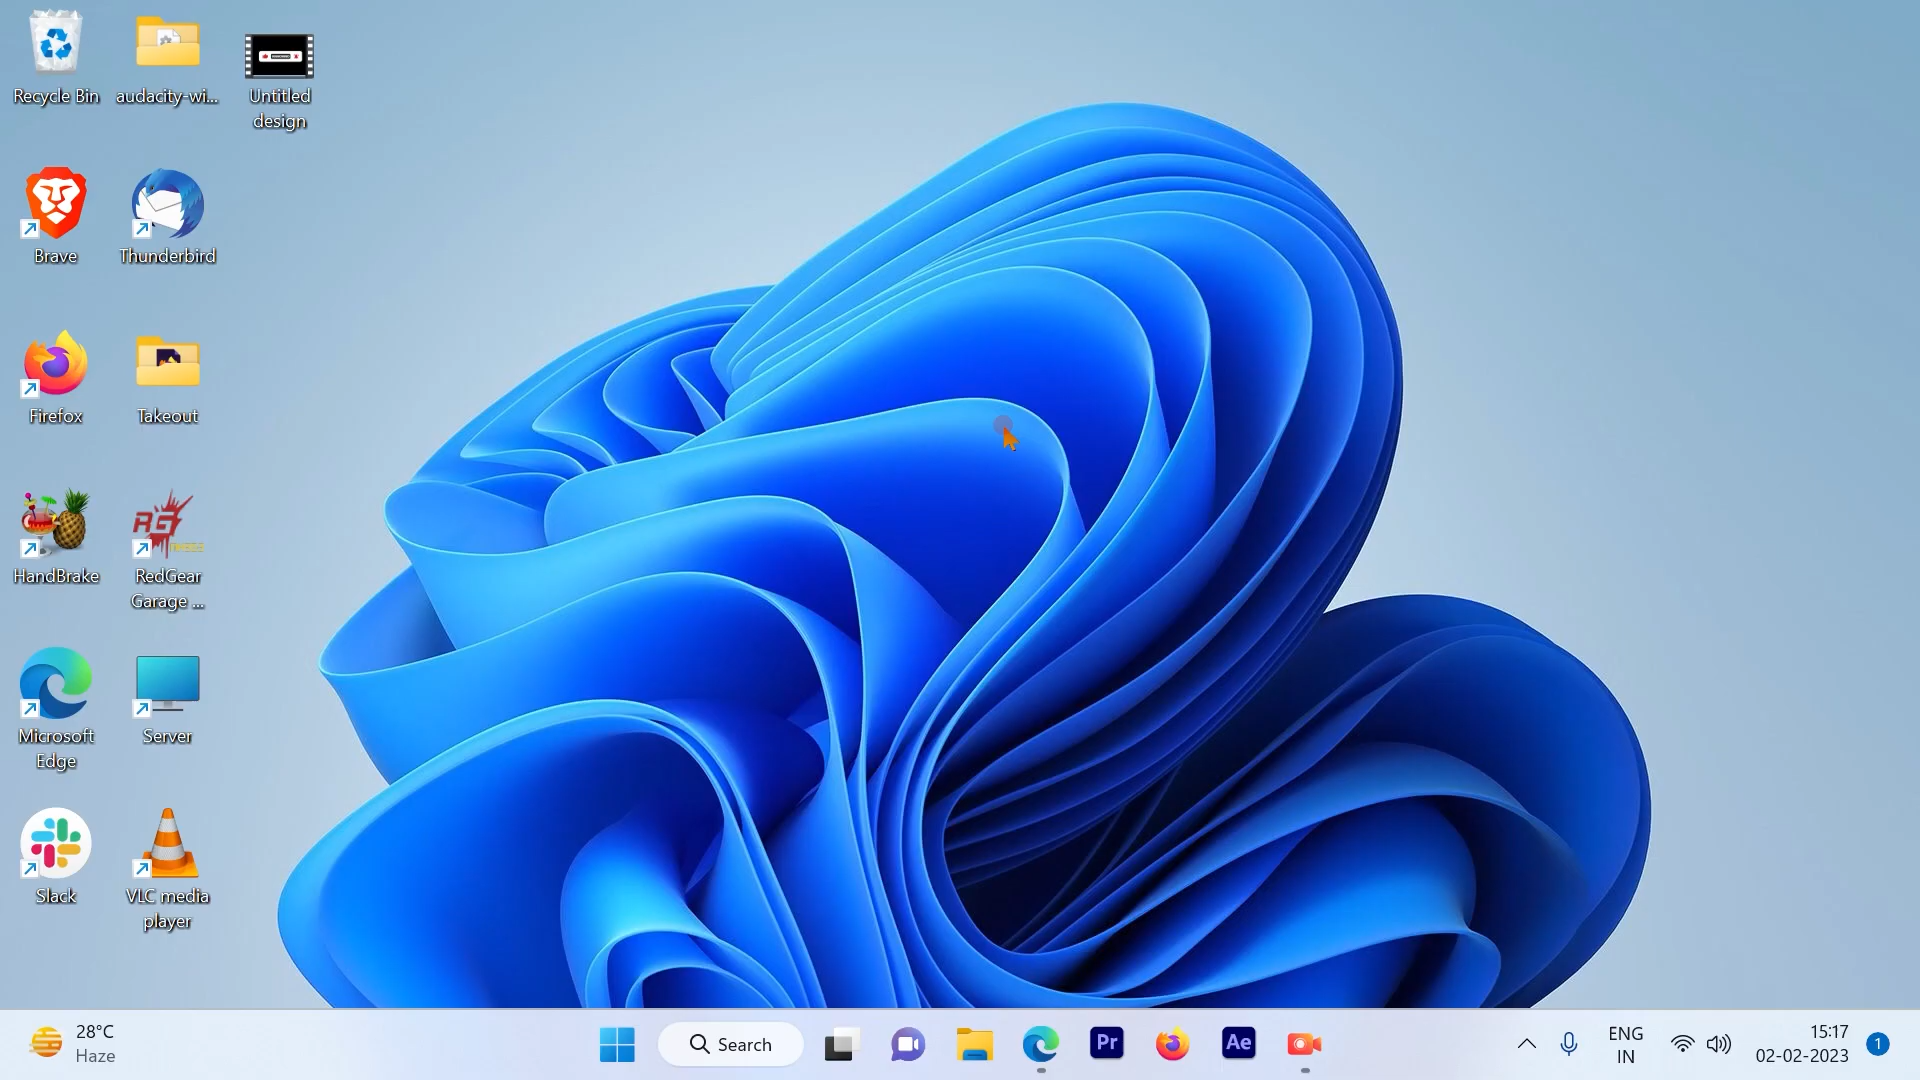 Recycle Bin
audacity-wi...
Untitled
design
Brave
Thunderbird
Firefox
Takeout
HandBrake
RG
RedGear
Garage ...
Microsoft
Edge
Server
Slack
VLC media
player
28°C
Haze
Search
Pr
Ae
ENG
IN
15:17
02-02-2023
1